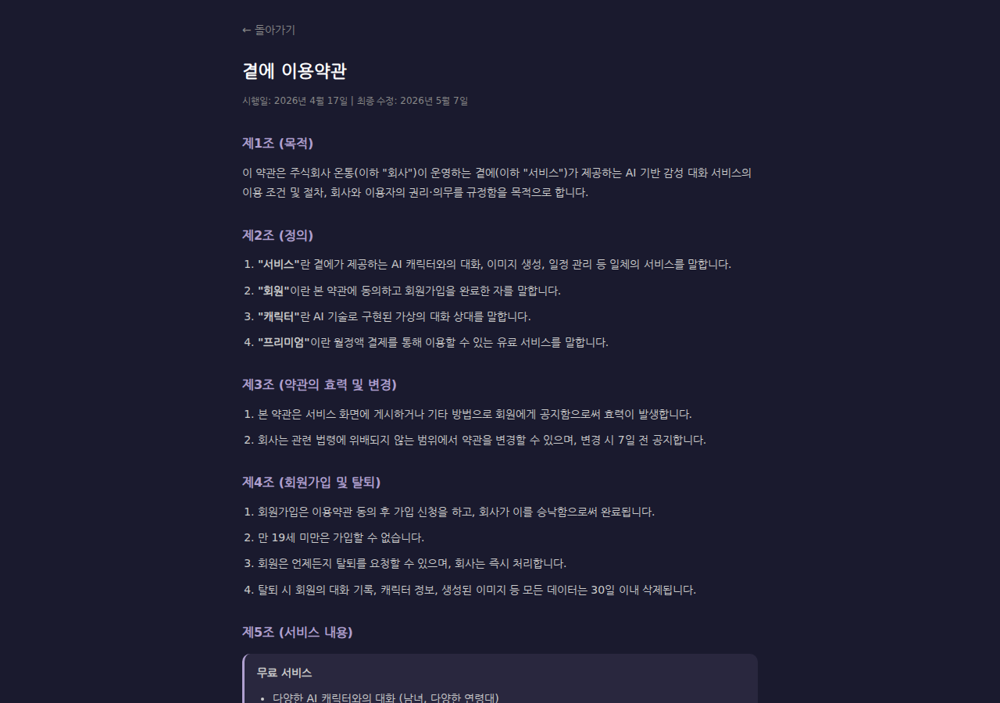 ← 돌아가기
곁에 이용약관
시행일: 2026년 4월 17일 | 최종 수정: 2026년 5월 7일
제1조 (목적)
이 약관은 주식회사 온통(이하 "회사")이 운영하는 곁에(이하 "서비스")가 제공하는 AI 기반 감성 대화 서비스의
이용 조건 및 절차, 회사와 이용자의 권리·의무를 규정함을 목적으로 합니다.
제2조 (정의)
1. "서비스"란 곁에가 제공하는 AI 캐릭터와의 대화, 이미지 생성, 일정 관리 등 일체의 서비스를 말합니다.
2. "회원"이란 본 약관에 동의하고 회원가입을 완료한 자를 말합니다.
3. "캐릭터"란 AI 기술로 구현된 가상의 대화 상대를 말합니다.
4. "프리미엄"이란 월정액 결제를 통해 이용할 수 있는 유료 서비스를 말합니다.
제3조 (약관의 효력 및 변경)
1. 본 약관은 서비스 화면에 게시하거나 기타 방법으로 회원에게 공지함으로써 효력이 발생합니다.
2. 회사는 관련 법령에 위배되지 않는 범위에서 약관을 변경할 수 있으며, 변경 시 7일 전 공지합니다.
제4조 (회원가입 및 탈퇴)
1. 회원가입은 이용약관 동의 후 가입 신청을 하고, 회사가 이를 승낙함으로써 완료됩니다.
2. 만 19세 미만은 가입할 수 없습니다.
3. 회원은 언제든지 탈퇴를 요청할 수 있으며, 회사는 즉시 처리합니다.
4. 탈퇴 시 회원의 대화 기록, 캐릭터 정보, 생성된 이미지 등 모든 데이터는 30일 이내 삭제됩니다.
제5조 (서비스 내용)
무료 서비스
• 다양한 AI 캐릭터와의 대화 (남녀, 다양한 연령대)